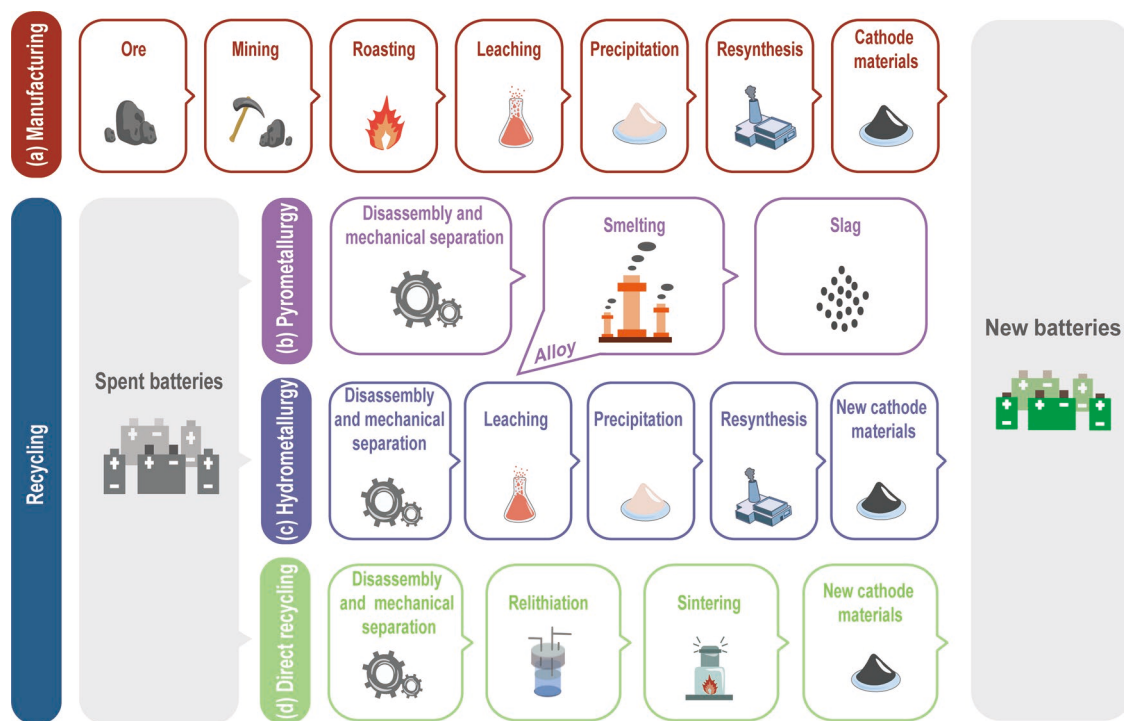 (a) Manufacturing
Ore
Mining
Roasting
Leaching
Precipitation
Resynthesis
Cathode
materials
New batteries
Recycling
Spent batteries
(b) Pyrometallurgy
Disassembly and
mechanical separation
Smelting
Alloy
Slag
(c) Hydrometallurgy
Disassembly
and mechanical
separation
Leaching
Precipitation
Resynthesis
New cathode
materials
(d) Direct recycling
Disassembly
and mechanical
separation
Relithiation
Sintering
New cathode
materials